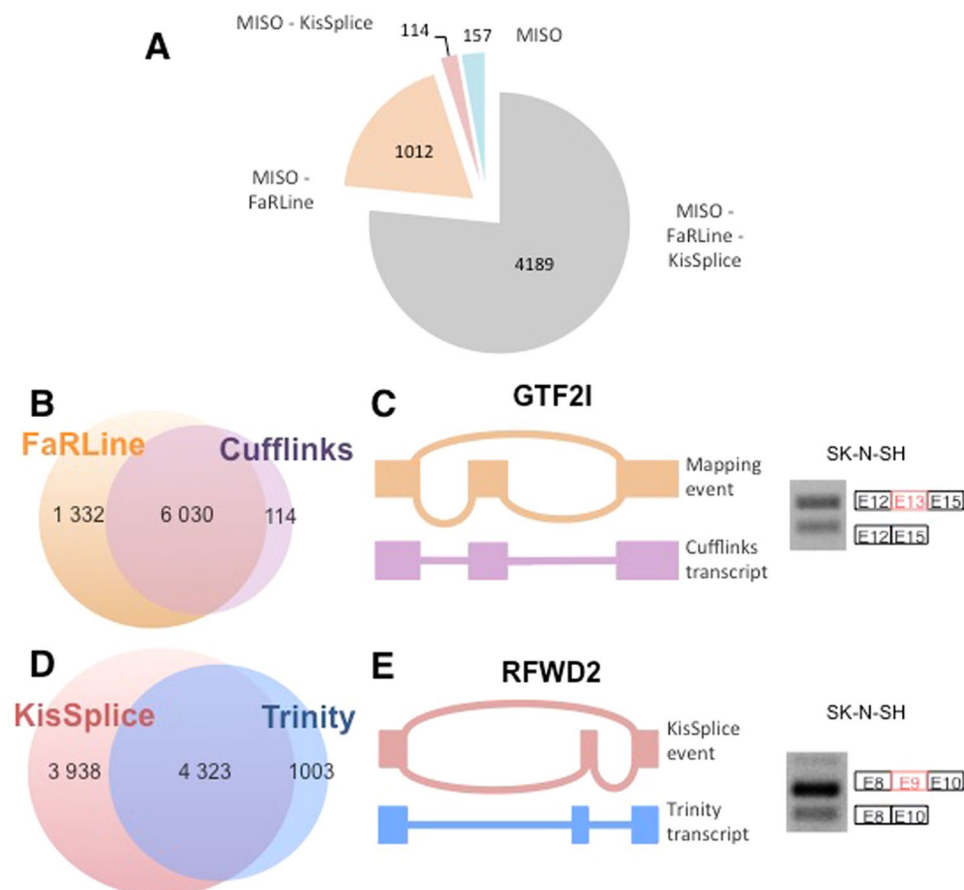 A
MISO - KisSplice
114
157
MISO
1012
MISO -
FaRLine
4189
MISO -
FaRLine -
KisSplice
B
FaRLine
Cufflinks
1 332
6 030
114
C
GTF2I
Mapping
event
Cufflinks
transcript
SK-N-SH
E12 E13 E15
E12 E15
D
KisSplice
Trinity
3 938
4 323
1003
E
RFWD2
KisSplice
event
Trinity
transcript
SK-N-SH
E8 E9 E10
E8 E10